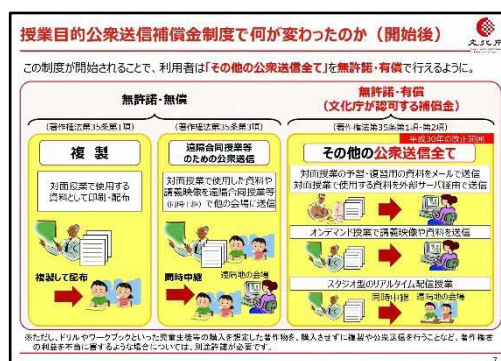 授業目的公衆送信補償金制度で何が変わったのか（開始後）
文化庁
この制度が開始されることで、利用者は「その他の公衆送信全て」を無許諾・有償で行えるように。
無許諾・無償
無許諾・有償
（文化庁が認可する補償金）
（著作権法第35条第1項）
複 製
対面授業で使用する
資料として印刷・配布
複製して配布
（著作権法第35条第3項）
遠隔合同授業等
のための公衆送信
対面授業で使用した資料や
講義映像を遠隔合同授業等
（同時中継）で他の会場に送信
同時中継
遠隔地の会場
（著作権法第35条第1項・第2項）
平成30年の改正範囲
その他の公衆送信全て
対面授業の予習・復習用の資料をメールで送信
対面授業で使用する資料を外部サーバ経由で送信
オンデマンド授業で講義映像や資料を送信
スタジオ型のリアルタイム配信授業
同時中継
遠隔地の会場
※ただし、ドリルやワークブックといった児童生徒等の購入を想定した著作物を、購入させずに複製や公衆送信を行うことなど、著作権者
の利益を不当に害するような場合については、別途許諾が必要です。
7